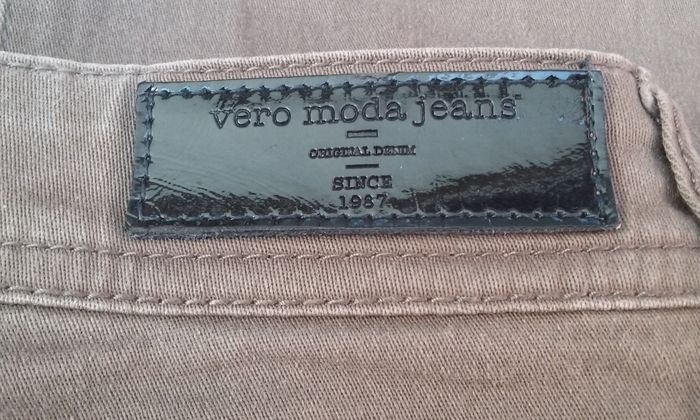 vero moda jeans
ORIGINAL DENIM
SINCE
1987